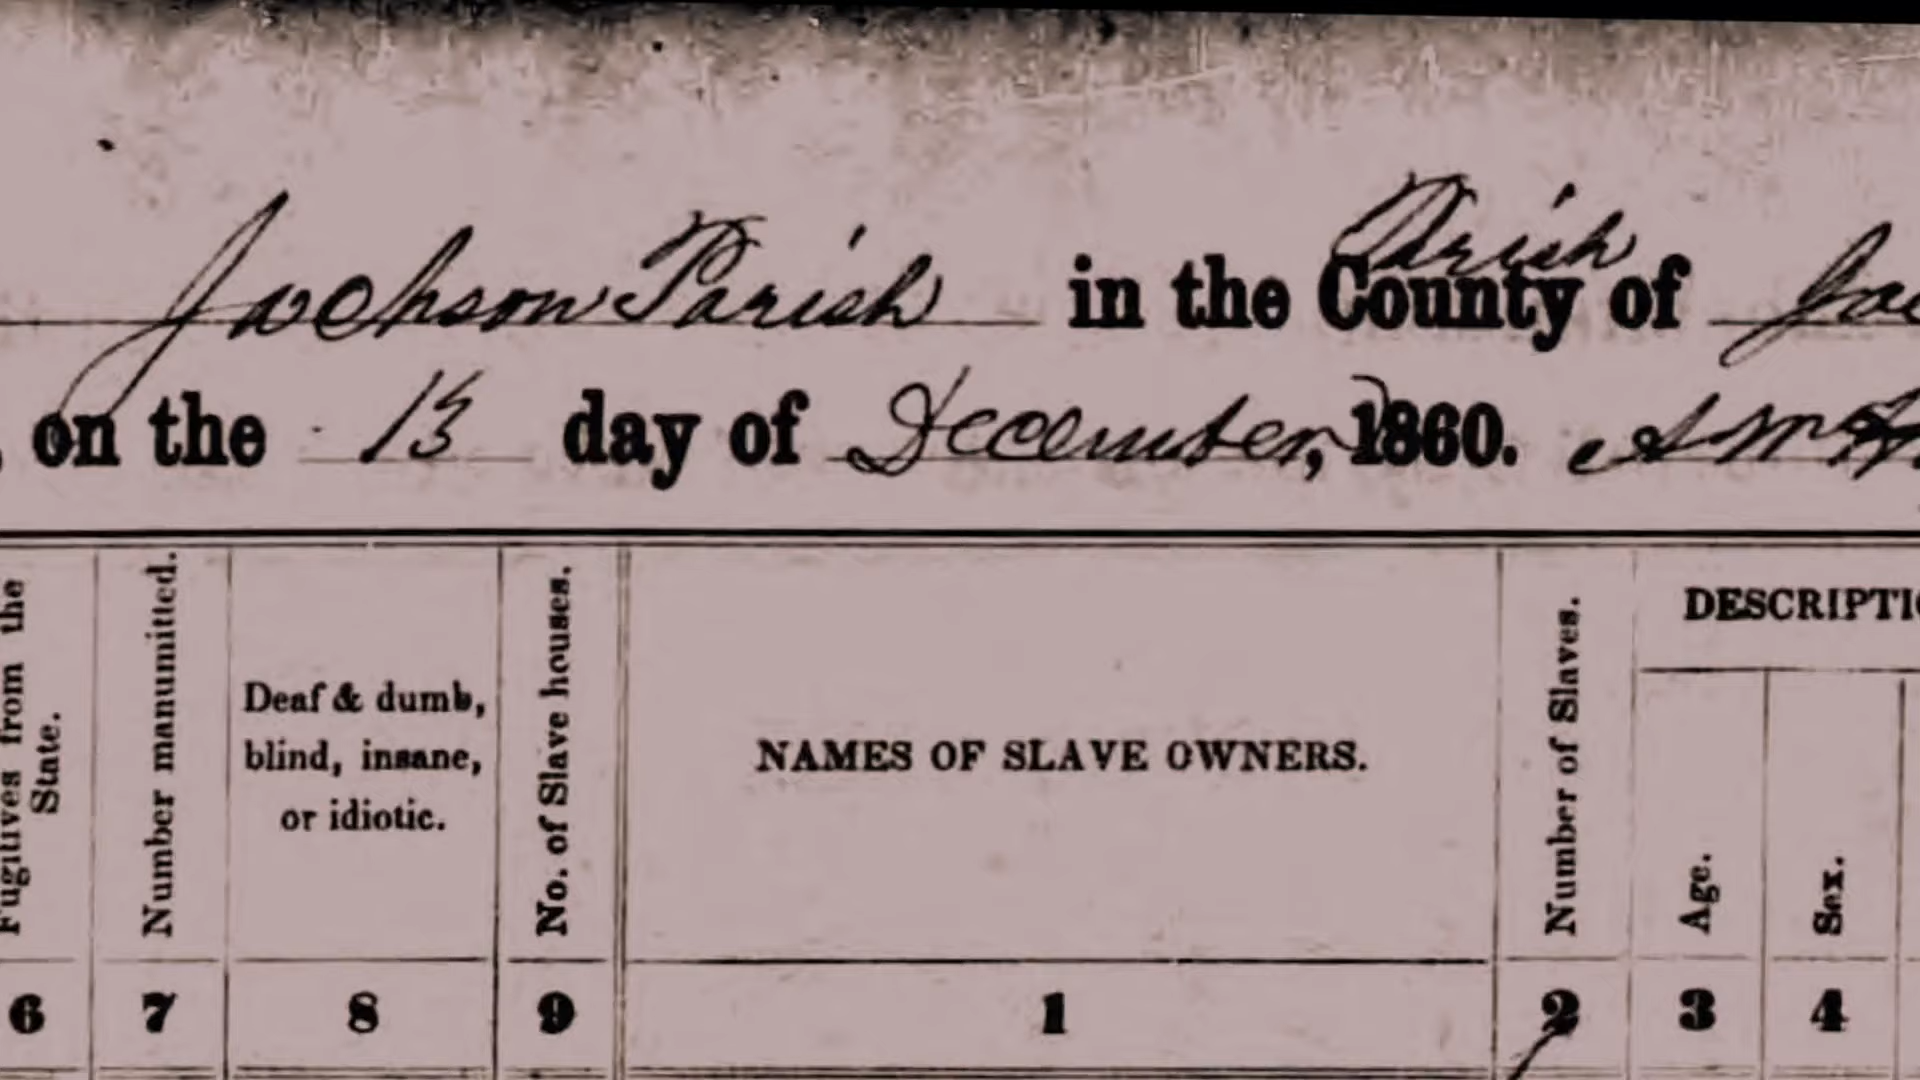 Jackson Parish in the County of
Parish
, on the 13 day of December, 1860.
Fugitives from the
State.
Number manumitted.
Deaf & dumb,
blind, insane,
or idiotic.
No. of Slave houses.
NAMES OF SLAVE OWNERS.
Number of Slaves.
Age.
Sex.
6 7 8 9 1 2 3 4